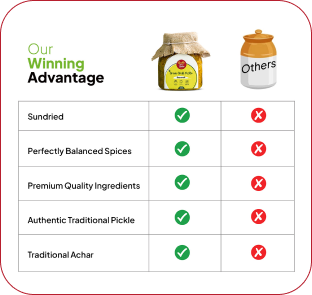 Our
Winning
Advantage
Others
Sundried
Perfectly Balanced Spices
Premium Quality Ingredients
Authentic Traditional Pickle
Traditional Achar